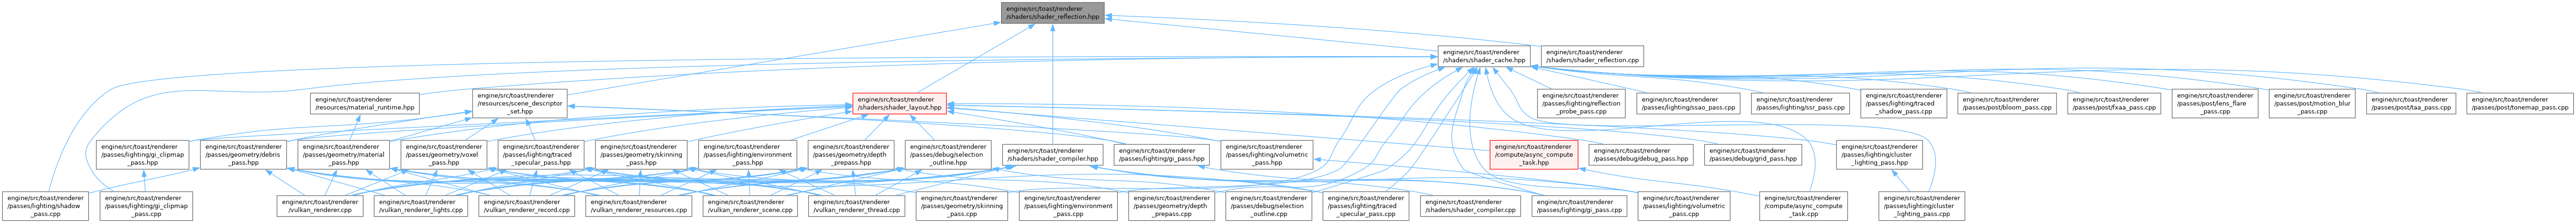 engine/src/toast/renderer
/shaders/shader_reflection.hpp
engine/src/toast/renderer
/shaders/shader_cache.hpp
engine/src/toast/renderer
/shaders/shader_reflection.cpp
engine/src/toast/renderer
/resources/material_runtime.hpp
engine/src/toast/renderer
/resources/scene_descriptor
_set.hpp
engine/src/toast/renderer
/shaders/shader_layout.hpp
engine/src/toast/renderer
/passes/lighting/reflection
_probe_pass.cpp
engine/src/toast/renderer
/passes/lighting/ssao_pass.cpp
engine/src/toast/renderer
/passes/lighting/ssr_pass.cpp
engine/src/toast/renderer
/passes/lighting/traced
_shadow_pass.cpp
engine/src/toast/renderer
/passes/post/bloom_pass.cpp
engine/src/toast/renderer
/passes/post/fxaa_pass.cpp
engine/src/toast/renderer
/passes/post/lens_flare
_pass.cpp
engine/src/toast/renderer
/passes/post/motion_blur
_pass.cpp
engine/src/toast/renderer
/passes/post/taa_pass.cpp
engine/src/toast/renderer
/passes/post/tonemap_pass.cpp
engine/src/toast/renderer
/passes/lighting/gi_clipmap
_pass.hpp
engine/src/toast/renderer
/passes/geometry/debris
_pass.hpp
engine/src/toast/renderer
/passes/geometry/material
_pass.hpp
engine/src/toast/renderer
/passes/geometry/voxel
_pass.hpp
engine/src/toast/renderer
/passes/lighting/traced
_specular_pass.hpp
engine/src/toast/renderer
/passes/geometry/skinning
_pass.hpp
engine/src/toast/renderer
/passes/lighting/environment
_pass.hpp
engine/src/toast/renderer
/passes/geometry/depth
_prepass.hpp
engine/src/toast/renderer
/passes/debug/selection
_outline.hpp
engine/src/toast/renderer
/shaders/shader_compiler.hpp
engine/src/toast/renderer
/passes/lighting/gi_pass.hpp
engine/src/toast/renderer
/passes/lighting/volumetric
_pass.hpp
engine/src/toast/renderer
/compute/async_compute
_task.hpp
engine/src/toast/renderer
/passes/debug/debug_pass.hpp
engine/src/toast/renderer
/passes/debug/grid_pass.hpp
engine/src/toast/renderer
/passes/lighting/cluster
_lighting_pass.hpp
engine/src/toast/renderer
/passes/lighting/shadow
_pass.cpp
engine/src/toast/renderer
/passes/lighting/gi_clipmap
_pass.cpp
engine/src/toast/renderer
/vulkan_renderer.cpp
engine/src/toast/renderer
/vulkan_renderer_lights.cpp
engine/src/toast/renderer
/vulkan_renderer_record.cpp
engine/src/toast/renderer
/vulkan_renderer_resources.cpp
engine/src/toast/renderer
/vulkan_renderer_scene.cpp
engine/src/toast/renderer
/vulkan_renderer_thread.cpp
engine/src/toast/renderer
/passes/geometry/skinning
_pass.cpp
engine/src/toast/renderer
/passes/lighting/environment
_pass.cpp
engine/src/toast/renderer
/passes/geometry/depth
_prepass.cpp
engine/src/toast/renderer
/passes/debug/selection
_outline.cpp
engine/src/toast/renderer
/passes/lighting/traced
_specular_pass.cpp
engine/src/toast/renderer
/shaders/shader_compiler.cpp
engine/src/toast/renderer
/passes/lighting/gi_pass.cpp
engine/src/toast/renderer
/passes/lighting/volumetric
_pass.cpp
engine/src/toast/renderer
/compute/async_compute
_task.cpp
engine/src/toast/renderer
/passes/lighting/cluster
_lighting_pass.cpp